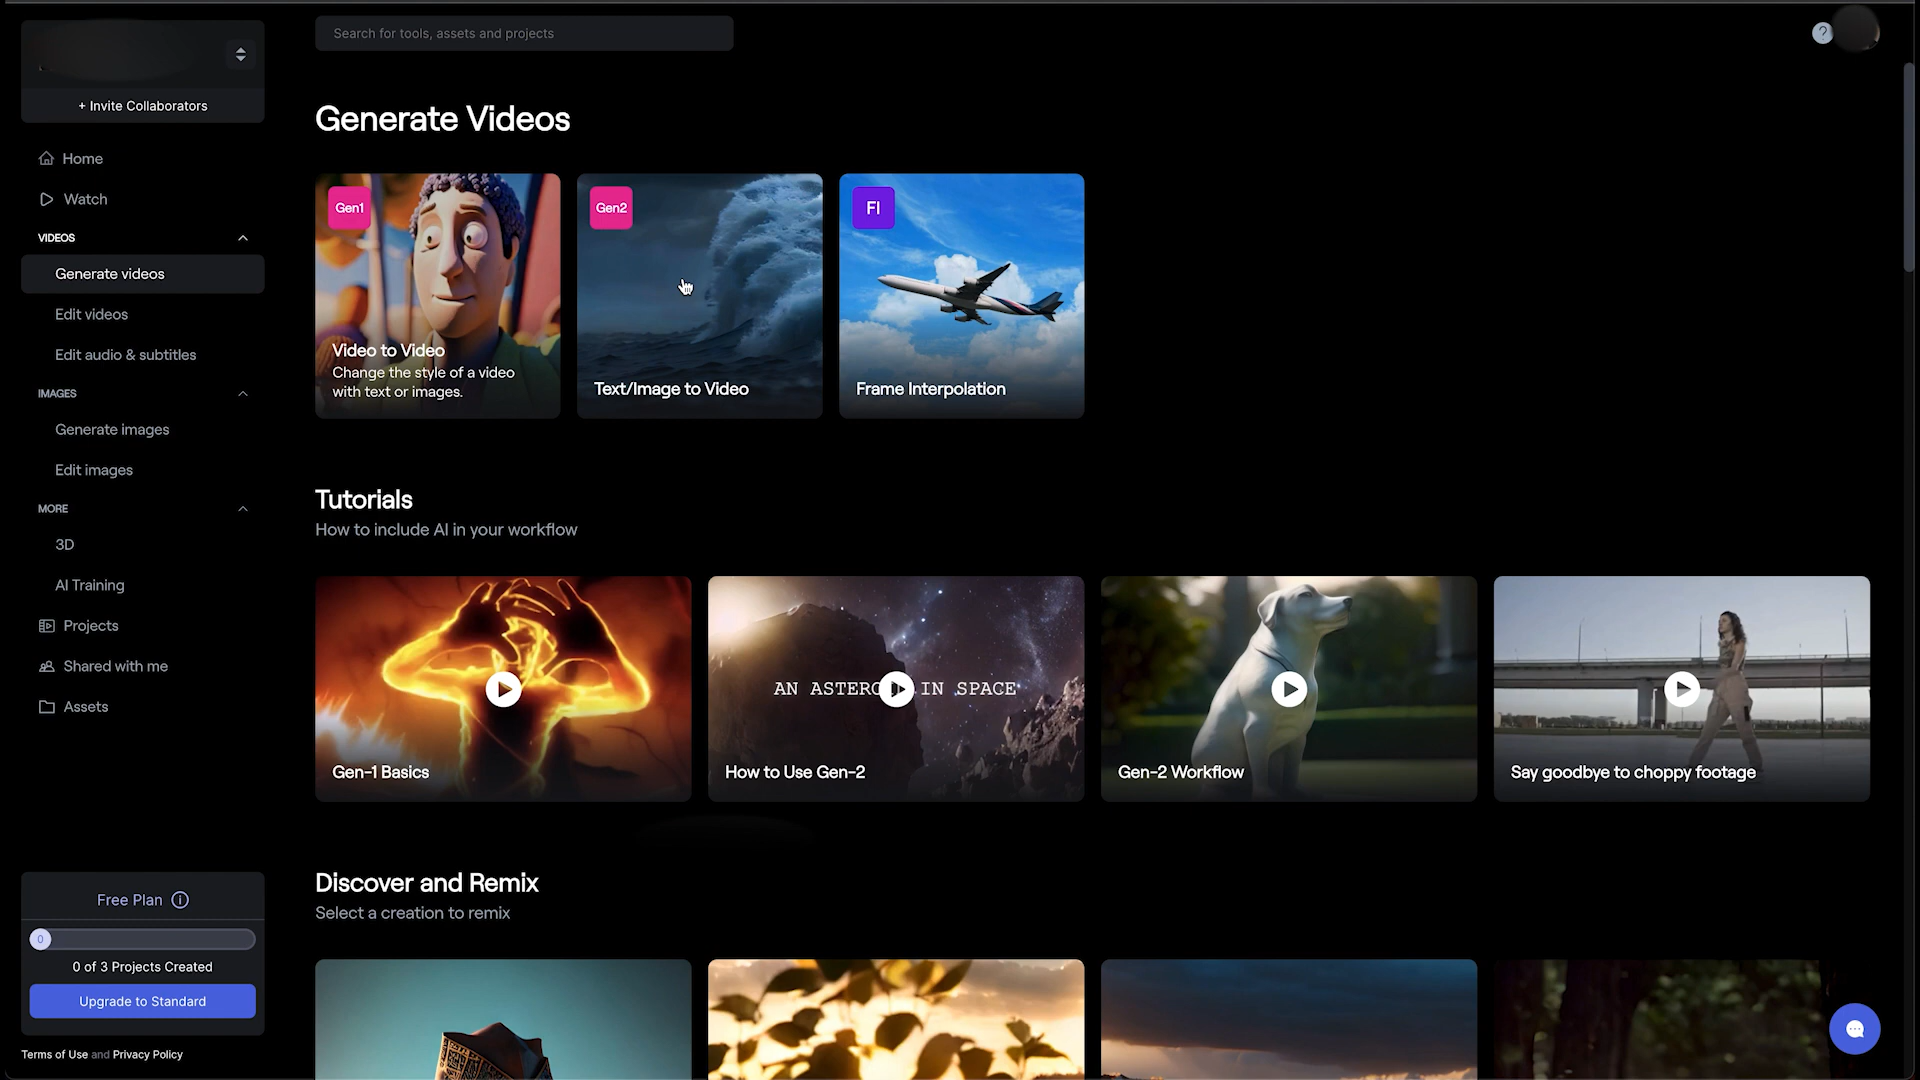 Search for tools, assets and projects
?
+ Invite Collaborators
Home
Watch
VIDEOS
Generate videos
Edit videos
Edit audio & subtitles
IMAGES
Generate images
Edit images
MORE
3D
AI Training
Projects
Shared with me
Assets
Free Plan
0
0 of 3 Projects Created
Upgrade to Standard
Terms of Use and Privacy Policy
Generate Videos
Gen1
Video to Video
Change the style of a video
with text or images.
Gen2
Text/Image to Video
FI
Frame Interpolation
Tutorials
How to include AI in your workflow
Gen-1 Basics
AN ASTERO IN SPACE
How to Use Gen-2
Gen-2 Workflow
Say goodbye to choppy footage
Discover and Remix
Select a creation to remix